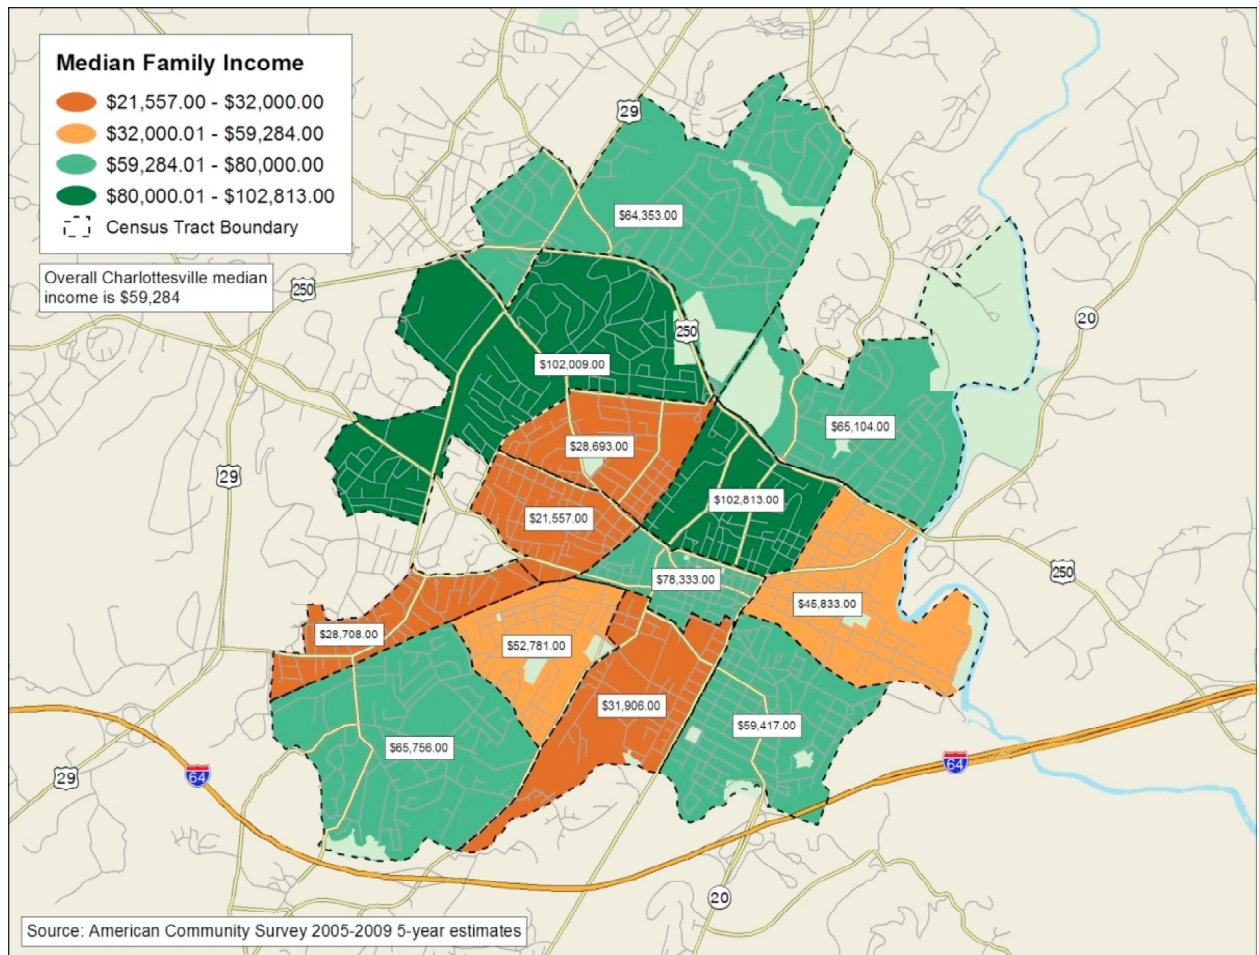 Median Family Income
$21,557.00 - $32,000.00
$32,000.01 - $59,284.00
$59,284.01 - $80,000.00
$80,000.01 - $102,813.00
Census Tract Boundary
Overall Charlottesville median
income is $59,284
29
$64,353.00
250
20
250
$102,009.00
$65,104.00
$28,693.00
29
$102,813.00
$21,557.00
250
$78,333.00
$45,833.00
$28,708.00
$52,781.00
$31,906.00
$59,417.00
$65,756.00
64
64
29
20
Source: American Community Survey 2005-2009 5-year estimates